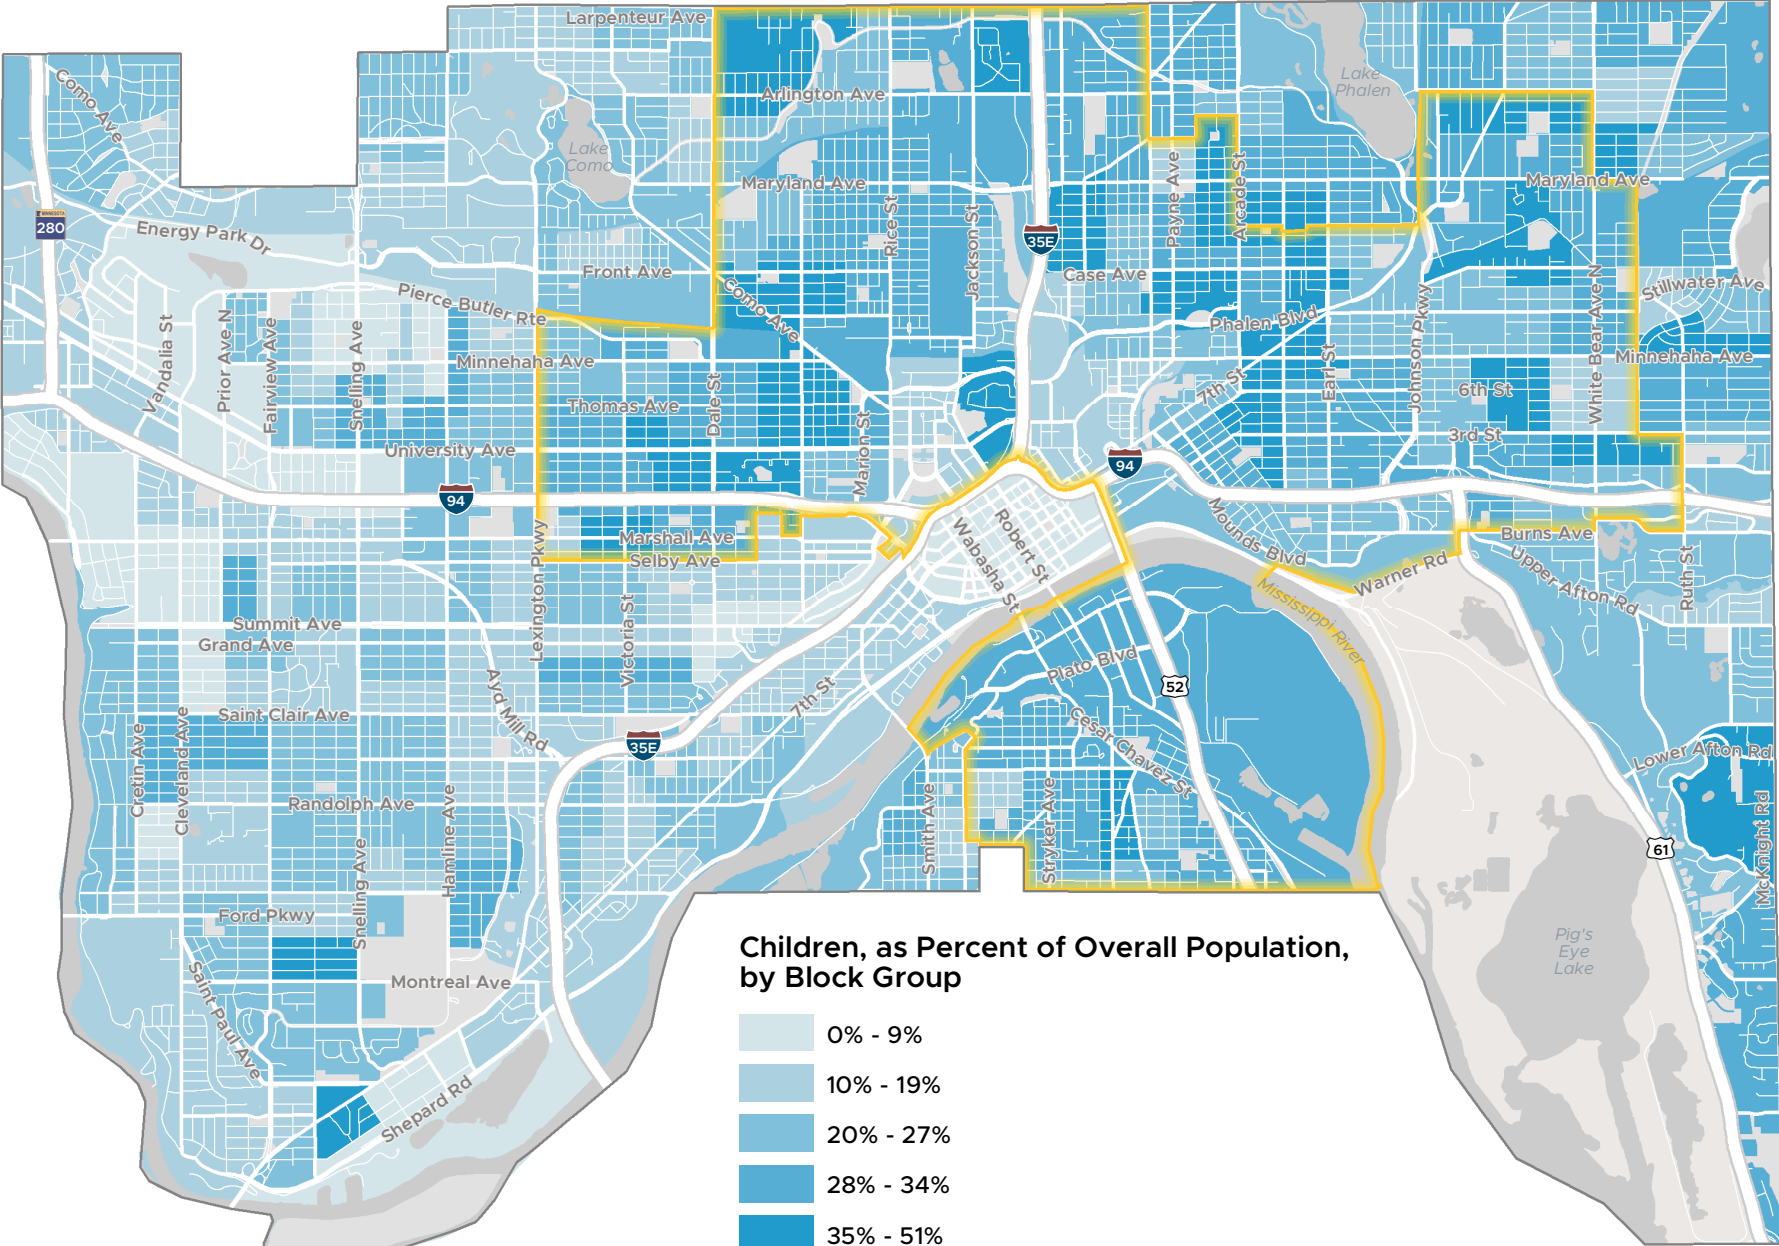 Larpenteur Ave
Como Ave
Lake
Phalen
Arlington Ave
Lake
Como
Maryland Ave
Payne Ave
Arcade St
Maryland Ave
MINNESOTA
280
Energy Park Dr
Rice St
Jackson St
35E
Front Ave
Case Ave
Stillwater Ave
Pierce Butler Rte
Como Ave
Phalen Blvd
Johnson Pkwy
White Bear Ave N
Vandalia St
Prior Ave N
Fairview Ave
Snelling Ave
Minnehaha Ave
Minnehaha Ave
Earl St
7th St
6th St
Thomas Ave
Dale St
Marion St
3rd St
University Ave
94
94
Lexington Pkwy
Marshall Ave
Selby Ave
Robert St
Wabasha St
Mounds Blvd
Burns Ave
Warner Rd
Upper Afton Rd
Ruth St
Mississippi River
Summit Ave
Grand Ave
Victoria St
Ayd Mill Rd
7th St
Plato Blvd
52
Saint Clair Ave
Cesar Chavez St
35E
Lower Afton Rd
Cretin Ave
Cleveland Ave
Randolph Ave
Hamline Ave
Snelling Ave
Smith Ave
Stryker Ave
61
McKnight Rd
Ford Pkwy
Pig's
Eye
Lake
Saint Paul Ave
Montreal Ave
Shepard Rd
Children, as Percent of Overall Population,
by Block Group
0% - 9%
10% - 19%
20% - 27%
28% - 34%
35% - 51%